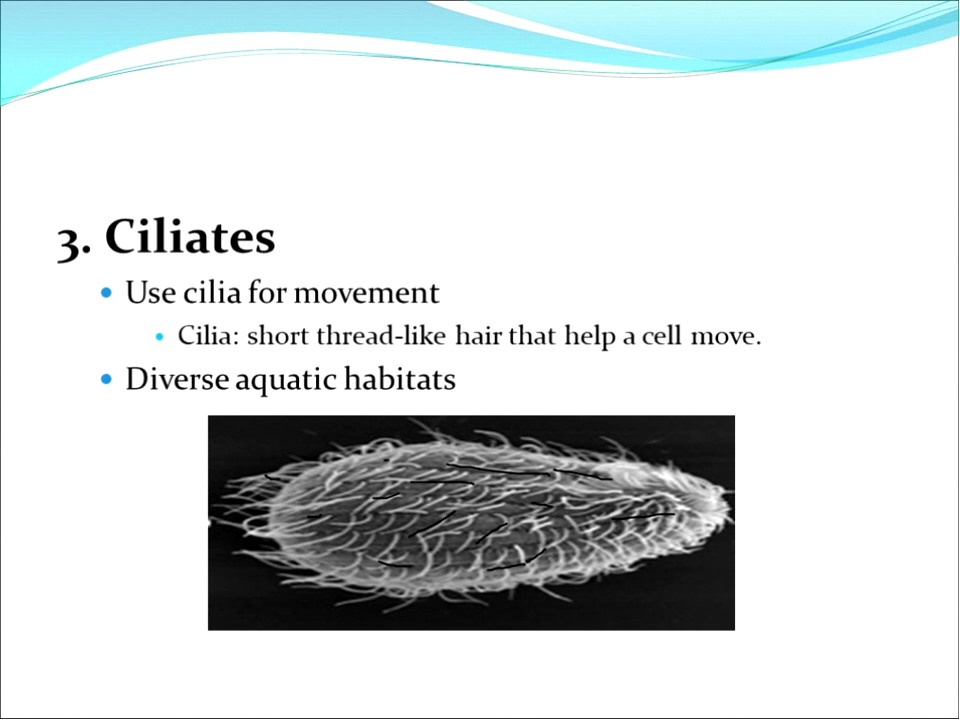 3. Ciliates
• Use cilia for movement
• Cilia: short thread-like hair that help a cell move.
• Diverse aquatic habitats